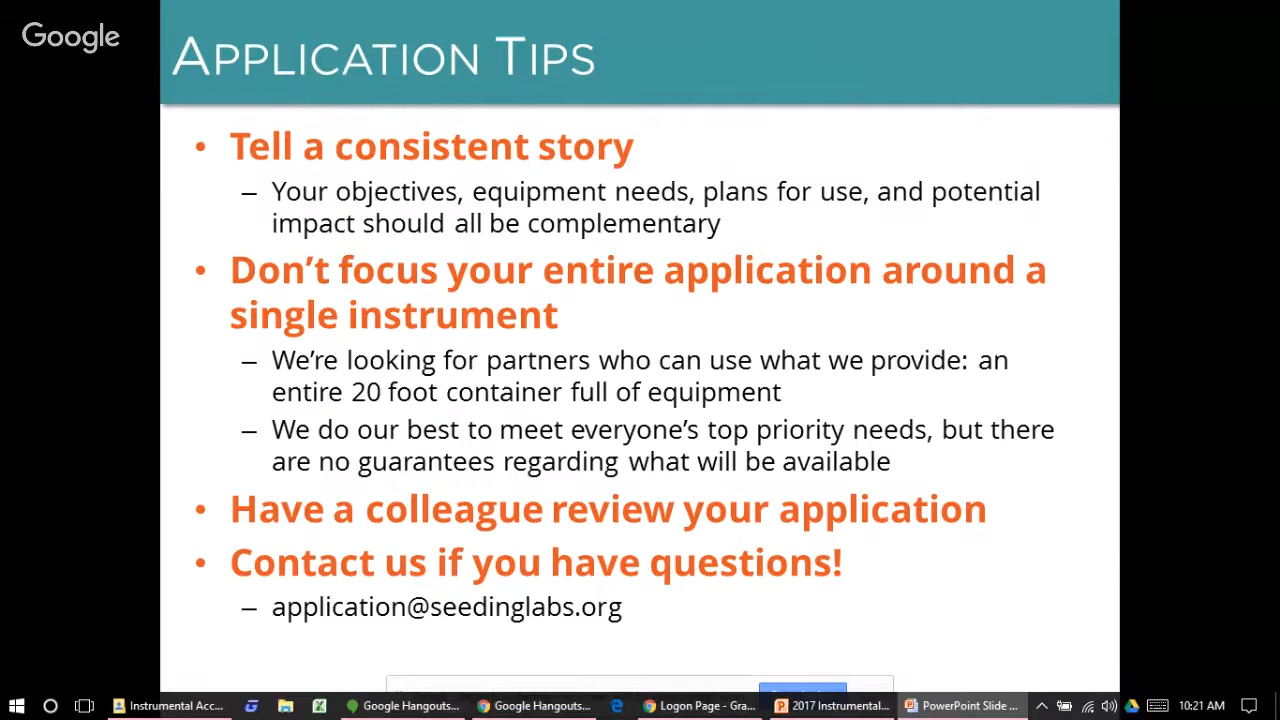 Google
APPLICATION TIPS
• Tell a consistent story
– Your objectives, equipment needs, plans for use, and potential
impact should all be complementary
• Don’t focus your entire application around a
single instrument
– We’re looking for partners who can use what we provide: an
entire 20 foot container full of equipment
– We do our best to meet everyone’s top priority needs, but there
are no guarantees regarding what will be available
• Have a colleague review your application
• Contact us if you have questions!
– application@seedinglabs.org
Instrumental Acc... Google Hangouts... Google Hangouts... Logon Page - Gra... 2017 Instrumental... PowerPoint Slide ... 10:21 AM